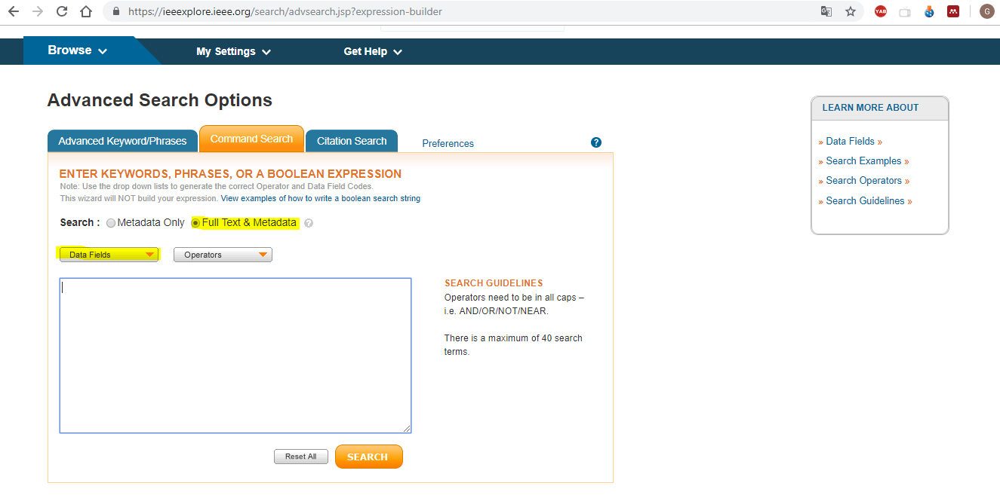 https://ieeexplore.ieee.org/search/advsearch.jsp?expression-builder
YAB
G
Browse My Settings Get Help
Advanced Search Options
Advanced Keyword/Phrases Command Search Citation Search Preferences ?
ENTER KEYWORDS, PHRASES, OR A BOOLEAN EXPRESSION
Note: Use the drop down lists to generate the correct Operator and Data Field Codes.
This wizard will NOT build your expression. View examples of how to write a boolean search string
Search : Metadata Only Full Text & Metadata ?
Data Fields Operators
SEARCH GUIDELINES
Operators need to be in all caps –
i.e. AND/OR/NOT/NEAR.
There is a maximum of 40 search
terms.
Reset All SEARCH
LEARN MORE ABOUT
» Data Fields »
» Search Examples »
» Search Operators »
» Search Guidelines »